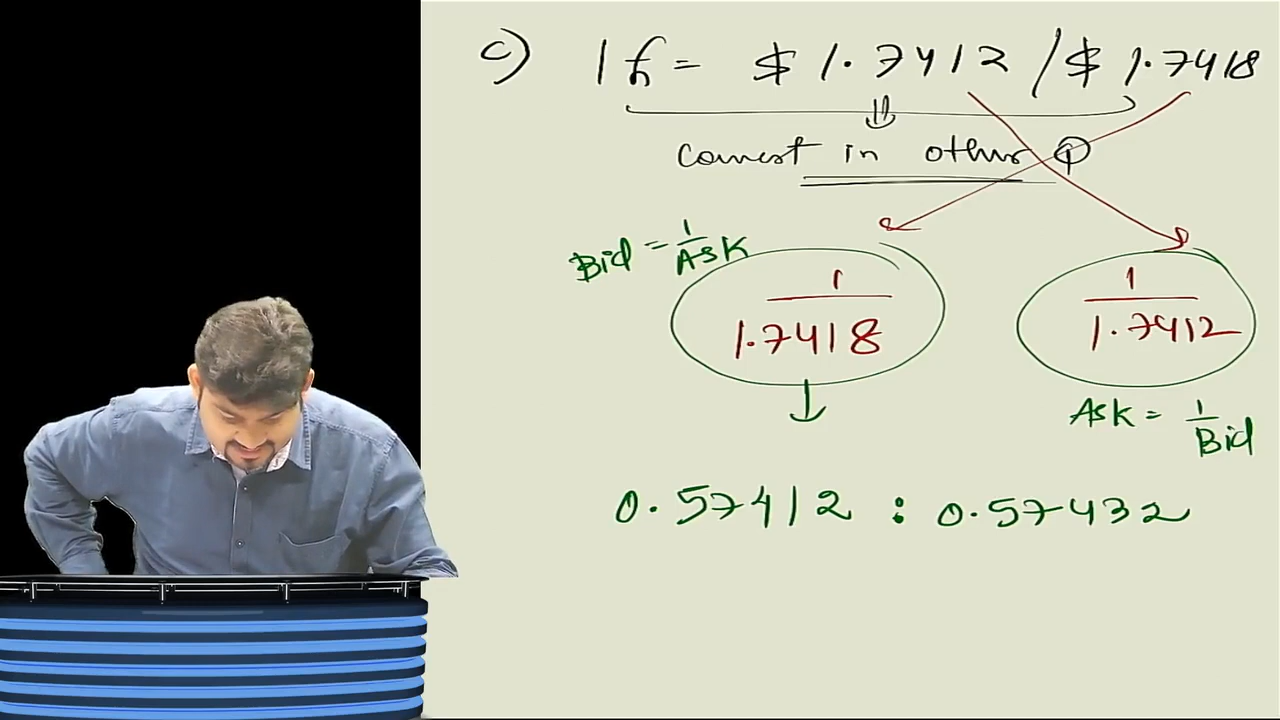 c) 1 £ = $ 1.7412 / $ 1.7418
⇓
in other
Bid = 1/Ask
1/1.7418 1/1.7412
↓
Ask = 1/Bid
0.57412 : 0.57432